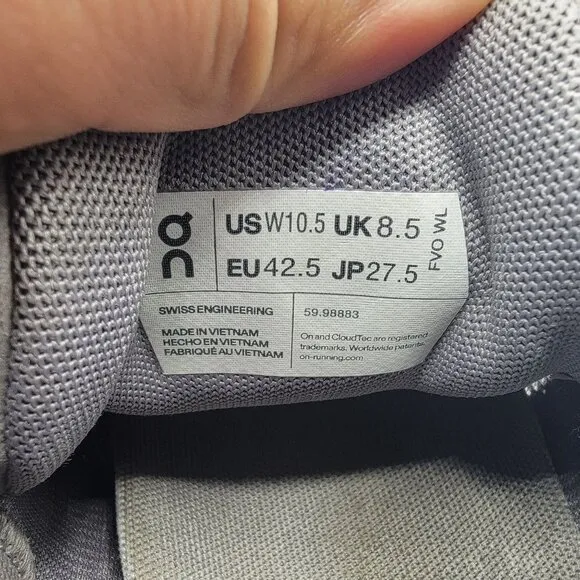 On
US W10.5 UK 8.5
EU 42.5 JP 27.5
FVO WL
SWISS ENGINEERING
MADE IN VIETNAM
HECHO EN VIETNAM
FABRIQUÉ AU VIETNAM
59.98883
On and CloudTec are registered
trademarks. Worldwide patents
on-running.com